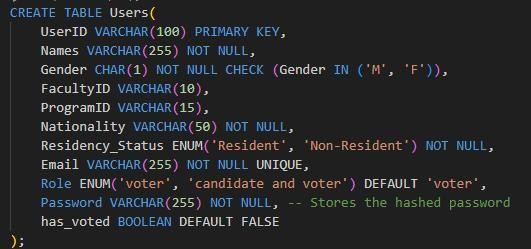 CREATE TABLE Users(
UserID VARCHAR(100) PRIMARY KEY,
Names VARCHAR(255) NOT NULL,
Gender CHAR(1) NOT NULL CHECK (Gender IN ('M', 'F')),
FacultyID VARCHAR(10),
ProgramID VARCHAR(15),
Nationality VARCHAR(50) NOT NULL,
Residency_Status ENUM('Resident', 'Non-Resident') NOT NULL,
Email VARCHAR(255) NOT NULL UNIQUE,
Role ENUM('voter', 'candidate and voter') DEFAULT 'voter',
Password VARCHAR(255) NOT NULL, -- Stores the hashed password
has_voted BOOLEAN DEFAULT FALSE
);